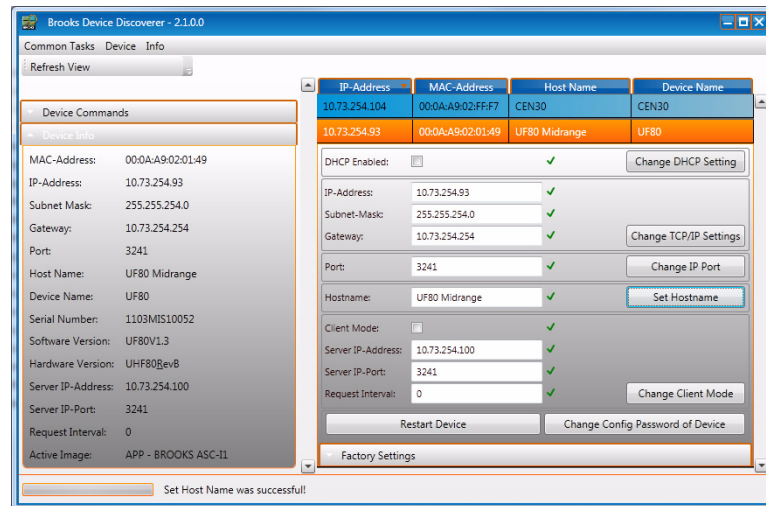 Brooks Device Discoverer - 2.1.0.0
Common Tasks Device Info
Refresh View
Device Commands
Device Info
MAC-Address: 00:0A:A9:02:01:49
IP-Address: 10.73.254.93
Subnet Mask: 255.255.254.0
Gateway: 10.73.254.254
Port: 3241
Host Name: UF80 Midrange
Device Name: UF80
Serial Number: 1103MIS10052
Software Version: UF80V1.3
Hardware Version: UHF80RevB
Server IP-Address: 10.73.254.100
Server IP-Port: 3241
Request Interval: 0
Active Image: APP - BROOKS ASC-I1
IP-Address MAC-Address Host Name Device Name
10.73.254.104 00:0A:A9:02:FF:F7 CEN30 CEN30
10.73.254.93 00:0A:A9:02:01:49 UF80 Midrange UF80
DHCP Enabled: Change DHCP Setting
IP-Address: 10.73.254.93
Subnet-Mask: 255.255.254.0
Gateway: 10.73.254.254 Change TCP/IP Settings
Port: 3241 Change IP Port
Hostname: UF80 Midrange Set Hostname
Client Mode:
Server IP-Address: 10.73.254.100
Server IP-Port: 3241
Request Interval: 0 Change Client Mode
Restart Device Change Config Password of Device
Factory Settings
Set Host Name was successful!